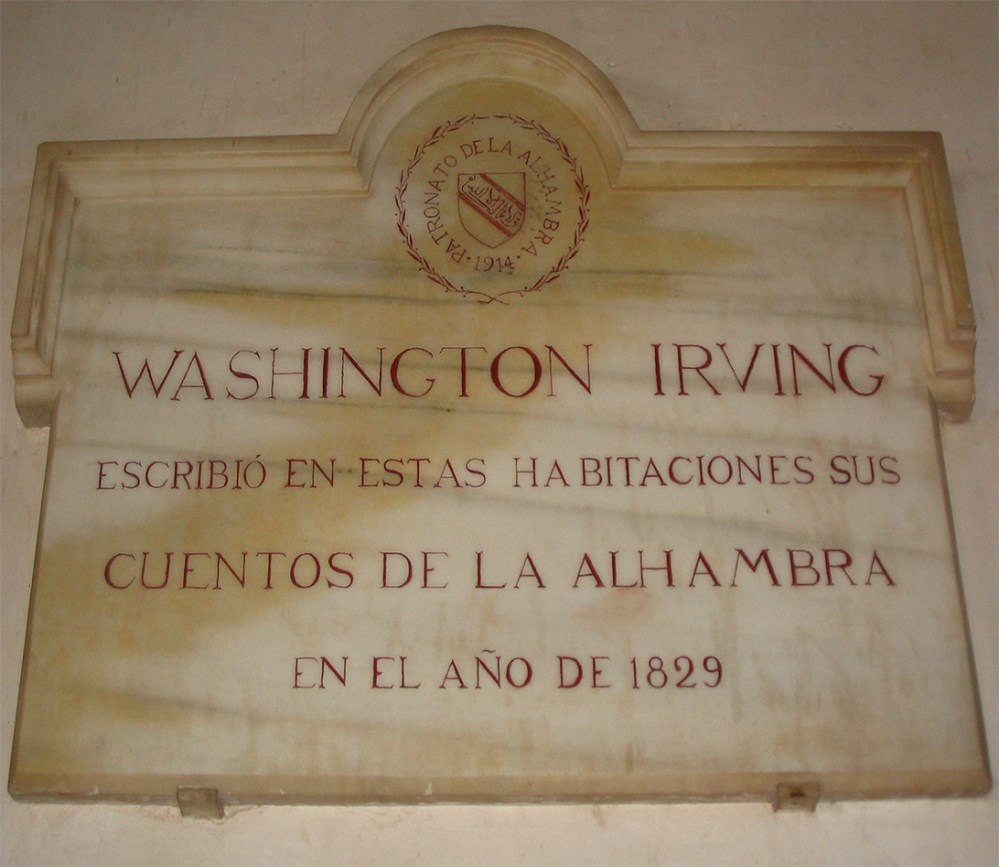 PATRONATO DE LA ALHAMBRA
·1914·
WASHINGTON IRVING
ESCRIBIÓ EN ESTAS HABITACIONES SUS
CUENTOS DE LA ALHAMBRA
EN EL AÑO DE 1829